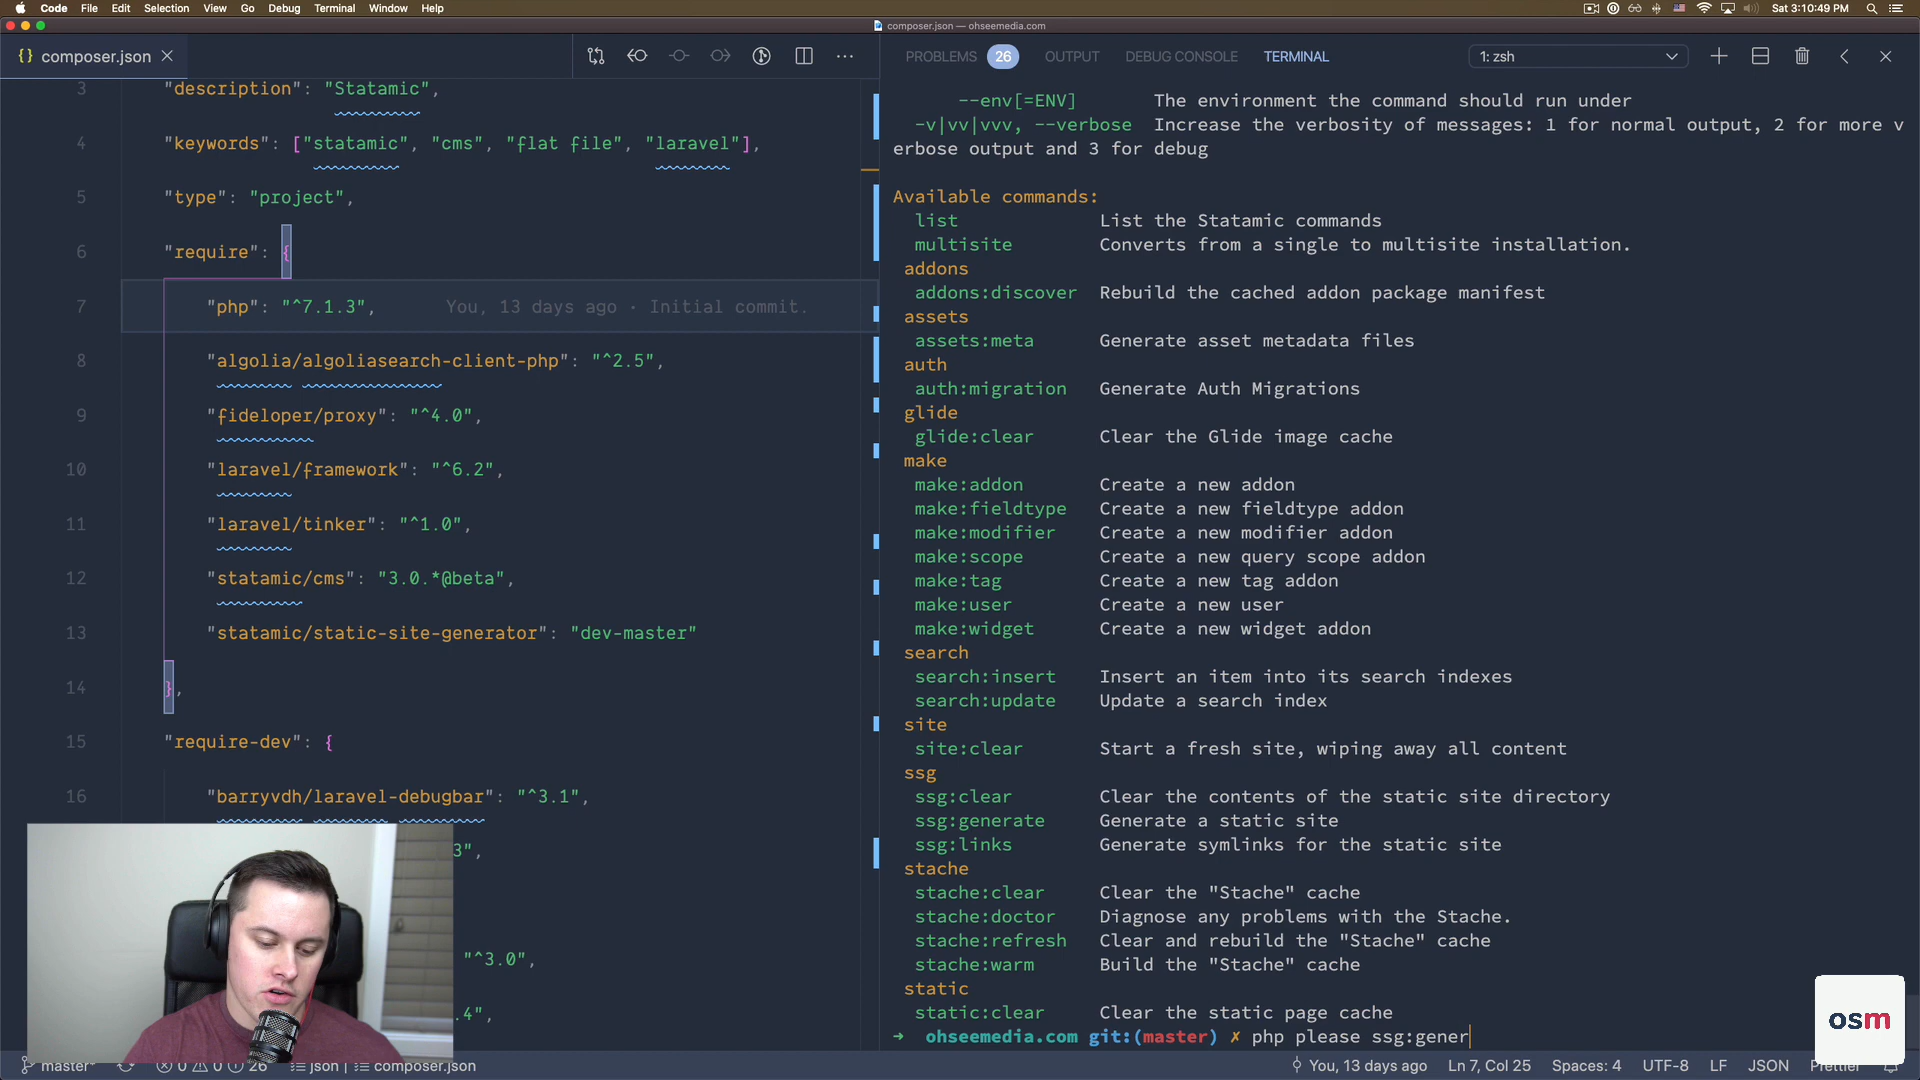 Code File Edit Selection View Go Debug Terminal Window Help
Sat 3:10:49 PM
composer.json — ohseemedia.com
{} composer.json
PROBLEMS 26 OUTPUT DEBUG CONSOLE TERMINAL 1: zsh
3 "description": "Statamic",
4 "keywords": ["statamic", "cms", "flat file", "laravel"],
5 "type": "project",
6 "require": {
7 "php": "^7.1.3", You, 13 days ago · Initial commit.
8 "algolia/algoliasearch-client-php": "^2.5",
9 "fideloper/proxy": "^4.0",
10 "laravel/framework": "^6.2",
11 "laravel/tinker": "^1.0",
12 "statamic/cms": "3.0.*@beta",
13 "statamic/static-site-generator": "dev-master"
14 },
15 "require-dev": {
16 "barryvdh/laravel-debugbar": "^3.1",
3",
"^3.0",
.4",
--env[=ENV] The environment the command should run under
-v|vv|vvv, --verbose Increase the verbosity of messages: 1 for normal output, 2 for more v
erbose output and 3 for debug
Available commands:
list List the Statamic commands
multisite Converts from a single to multisite installation.
addons
addons:discover Rebuild the cached addon package manifest
assets
assets:meta Generate asset metadata files
auth
auth:migration Generate Auth Migrations
glide
glide:clear Clear the Glide image cache
make
make:addon Create a new addon
make:fieldtype Create a new fieldtype addon
make:modifier Create a new modifier addon
make:scope Create a new query scope addon
make:tag Create a new tag addon
make:user Create a new user
make:widget Create a new widget addon
search
search:insert Insert an item into its search indexes
search:update Update a search index
site
site:clear Start a fresh site, wiping away all content
ssg
ssg:clear Clear the contents of the static site directory
ssg:generate Generate a static site
ssg:links Generate symlinks for the static site
stache
stache:clear Clear the "Stache" cache
stache:doctor Diagnose any problems with the Stache.
stache:refresh Clear and rebuild the "Stache" cache
stache:warm Build the "Stache" cache
static
static:clear Clear the static page cache
➜ ohseemedia.com git:(master) ✗ php please ssg:gener
osm
master* 0 0 26 json composer.json
You, 13 days ago Ln 7, Col 25 Spaces: 4 UTF-8 LF JSON Prettier